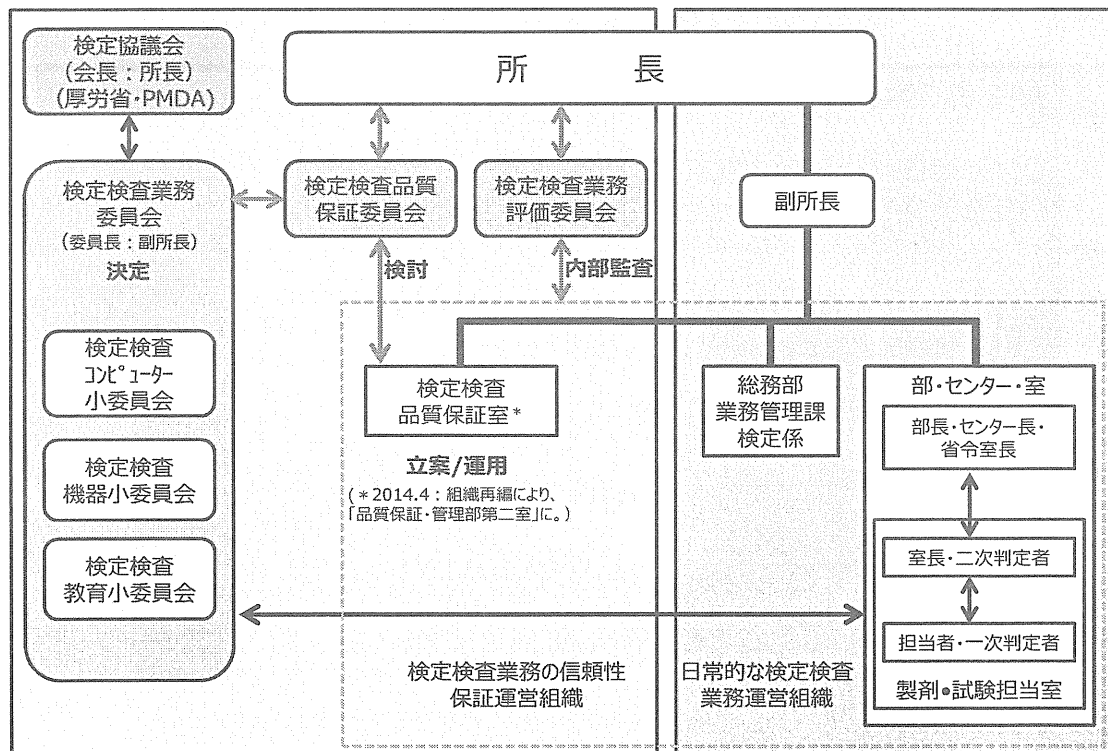 検定協議会
(会長：所長)
(厚労省・PMDA)
所　　長
検定検査業務
委員会
(委員長：副所長)
決定
検定検査品質
保証委員会
検定検査業務
評価委員会
副所長
検討
内部監査
検定検査
ｺﾝﾋﾟｭｰﾀｰ
小委員会
検定検査
機器小委員会
検定検査
教育小委員会
検定検査
品質保証室*
立案/運用
(＊2014.4：組織再編により、
「品質保証・管理部第二室」に。)
総務部
業務管理課
検定係
部・センター・室
部長・センター長・
省令室長
室長・二次判定者
担当者・一次判定者
製剤●試験担当室
検定検査業務の信頼性
保証運営組織
日常的な検定検査
業務運営組織